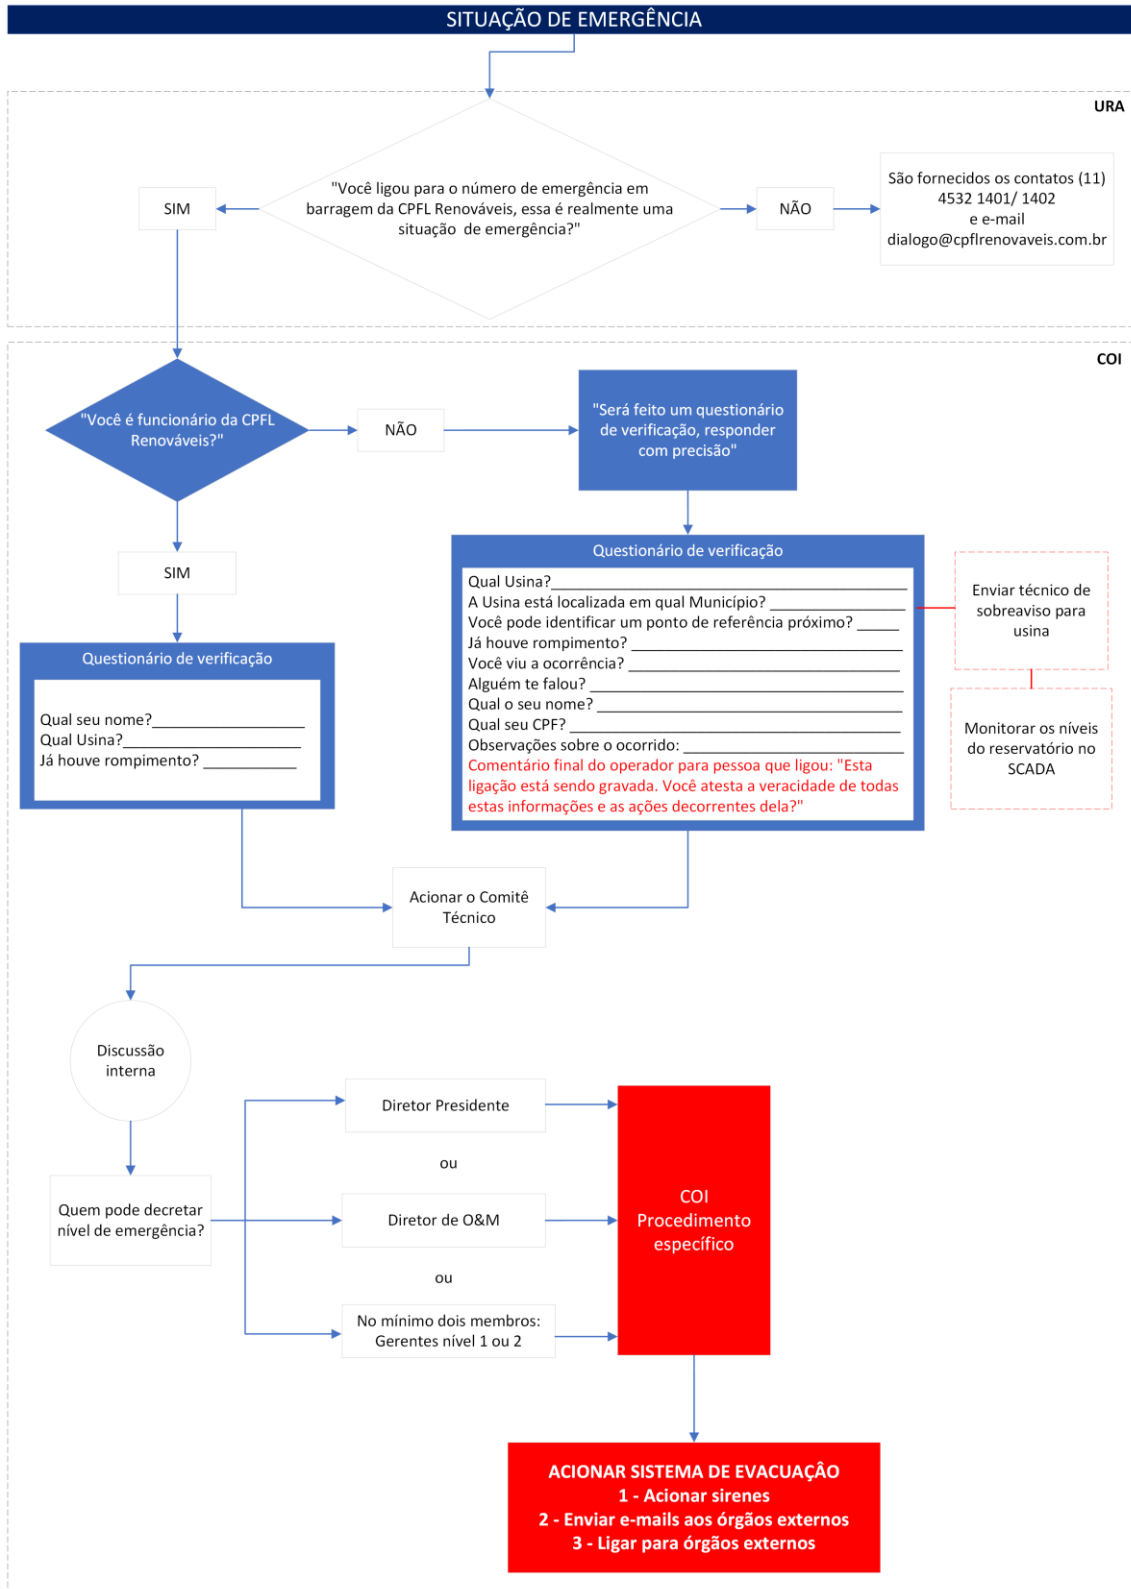 SITUAÇÃO DE EMERGÊNCIA
URA
"Você ligou para o número de emergência em
barragem da CPFL Renováveis, essa é realmente uma
situação de emergência?"
SIM
NÃO
São fornecidos os contatos (11)
4532 1401/ 1402
e e-mail
dialogo@cpflrenovaveis.com.br
COI
"Você é funcionário da CPFL
Renováveis?"
NÃO
"Será feito um questionário
de verificação, responder
com precisão"
SIM
Questionário de verificação
Qual seu nome?
Qual Usina?
Já houve rompimento?
Questionário de verificação
Qual Usina?
A Usina está localizada em qual Município?
Você pode identificar um ponto de referência próximo?
Já houve rompimento?
Você viu a ocorrência?
Alguém te falou?
Qual o seu nome?
Qual seu CPF?
Observações sobre o ocorrido:
Comentário final do operador para pessoa que ligou: "Esta
ligação está sendo gravada. Você atesta a veracidade de todas
estas informações e as ações decorrentes dela?"
Enviar técnico de
sobreaviso para
usina
Monitorar os níveis
do reservatório no
SCADA
Acionar o Comitê
Técnico
Discussão
interna
Quem pode decretar
nível de emergência?
Diretor Presidente
ou
Diretor de O&M
ou
No mínimo dois membros:
Gerentes nível 1 ou 2
COI
Procedimento
específico
ACIONAR SISTEMA DE EVACUAÇÂO
1 - Acionar sirenes
2 - Enviar e-mails aos órgãos externos
3 - Ligar para órgãos externos